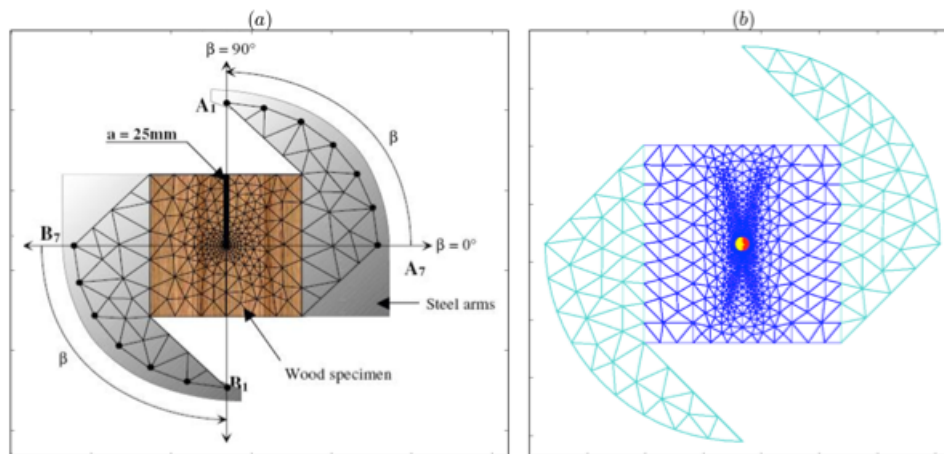 (a)
(b)
β = 90°
A1
β
a = 25mm
B7
β = 0°
A7
Steel arms
β
Wood specimen
B1